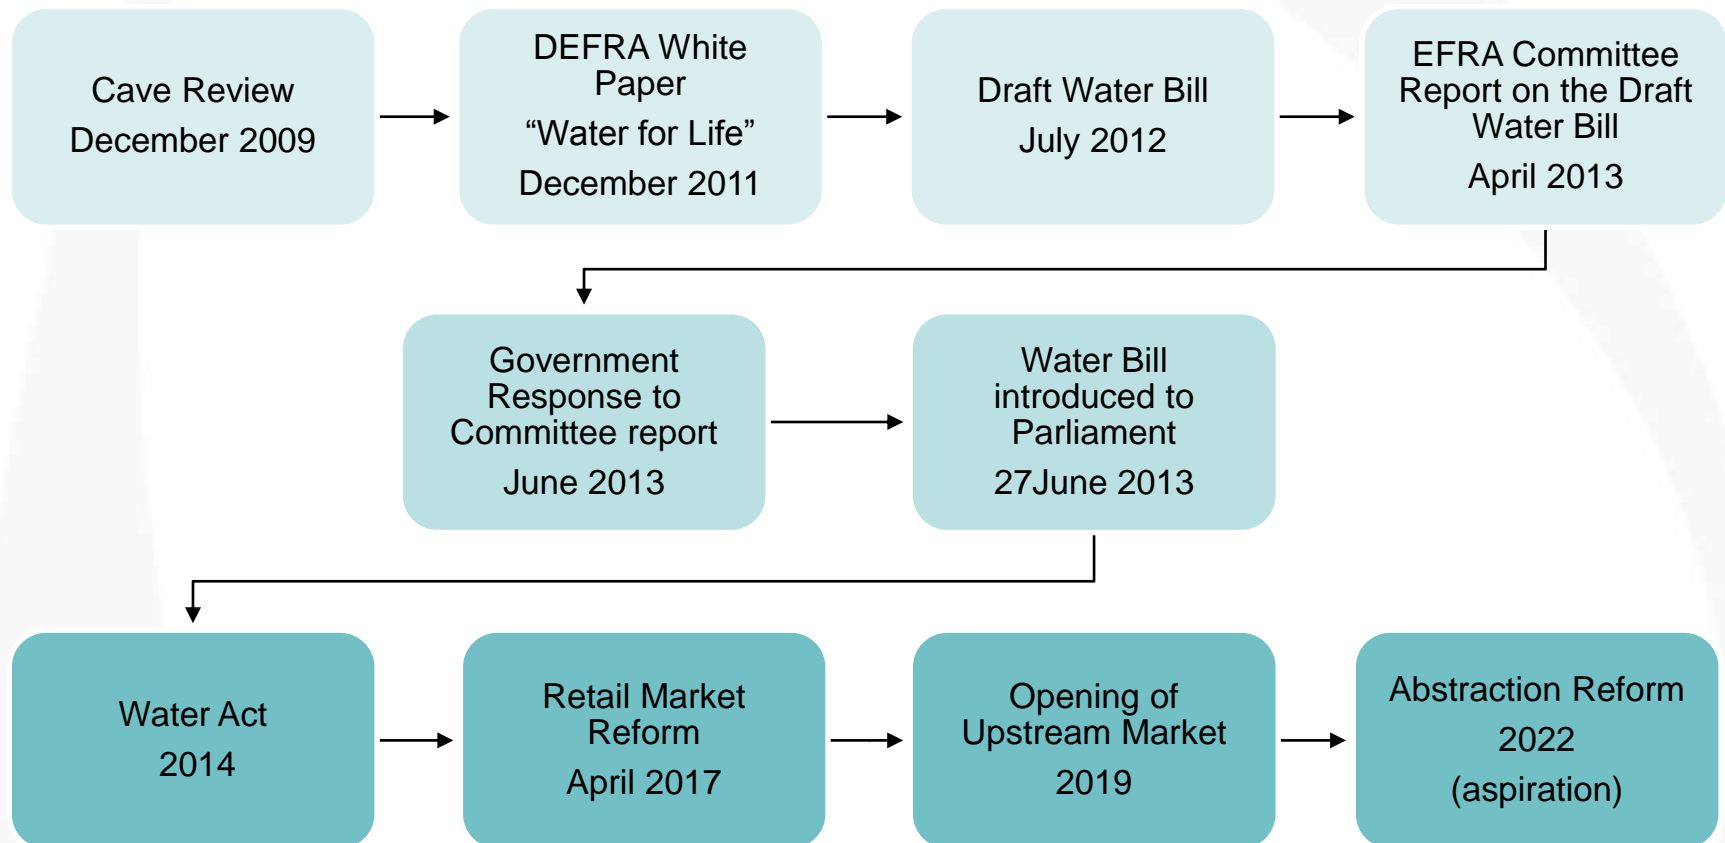 Cave Review
December 2009
DEFRA White
Paper
“Water for Life”
December 2011
Draft Water Bill
July 2012
EFRA Committee
Report on the Draft
Water Bill
April 2013
Government
Response to
Committee report
June 2013
Water Bill
introduced to
Parliament
27June 2013
Water Act
2014
Retail Market
Reform
April 2017
Opening of
Upstream Market
2019
Abstraction Reform
2022
(aspiration)